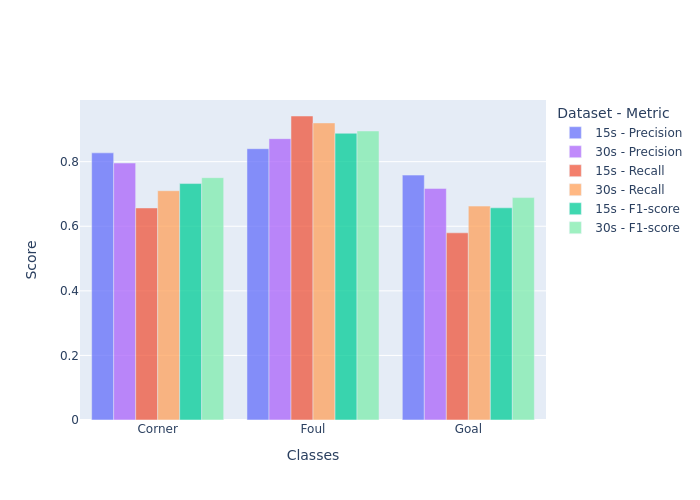 Dataset - Metric
15s - Precision
30s - Precision
15s - Recall
30s - Recall
15s - F1-score
30s - F1-score
Score
0.8
0.6
0.4
0.2
0
Corner Foul Goal
Classes